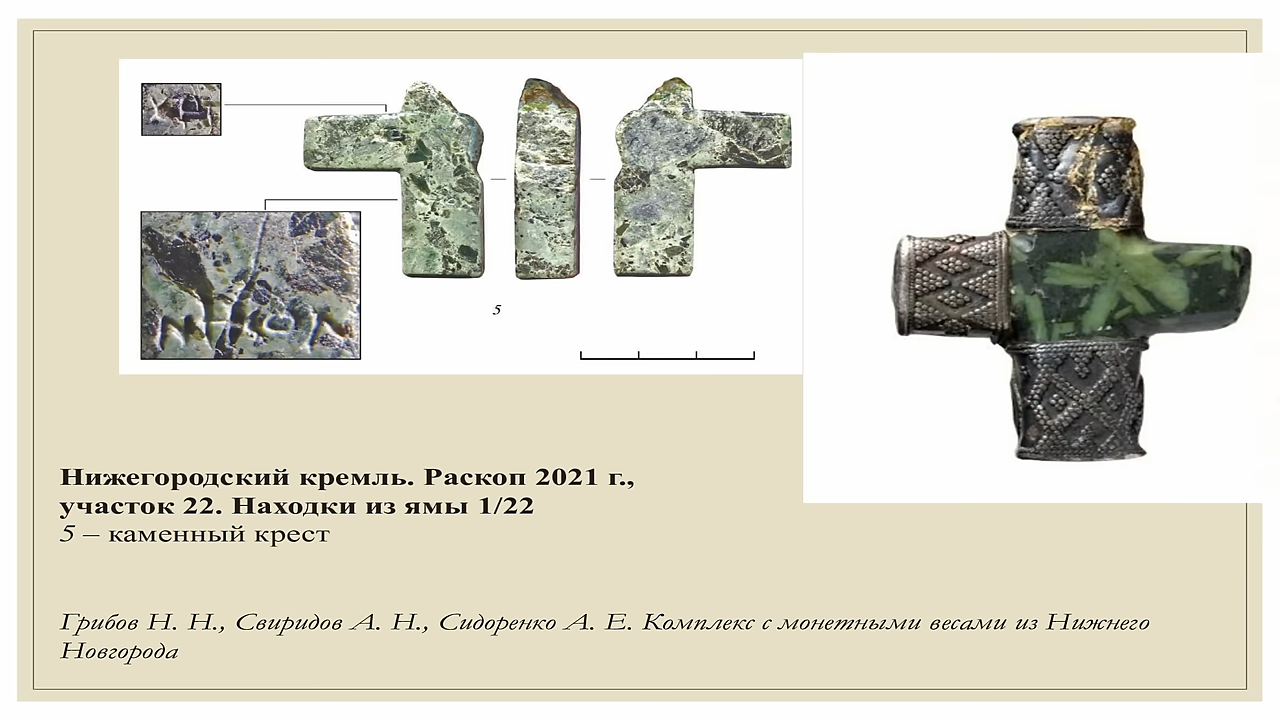 5
Нижегородский кремль. Раскоп 2021 г.,
участок 22. Находки из ямы 1/22
5 – каменный крест
Грибов Н. Н., Свиридов А. Н., Сидоренко А. Е. Комплекс с монетными весами из Нижнего
Новгорода